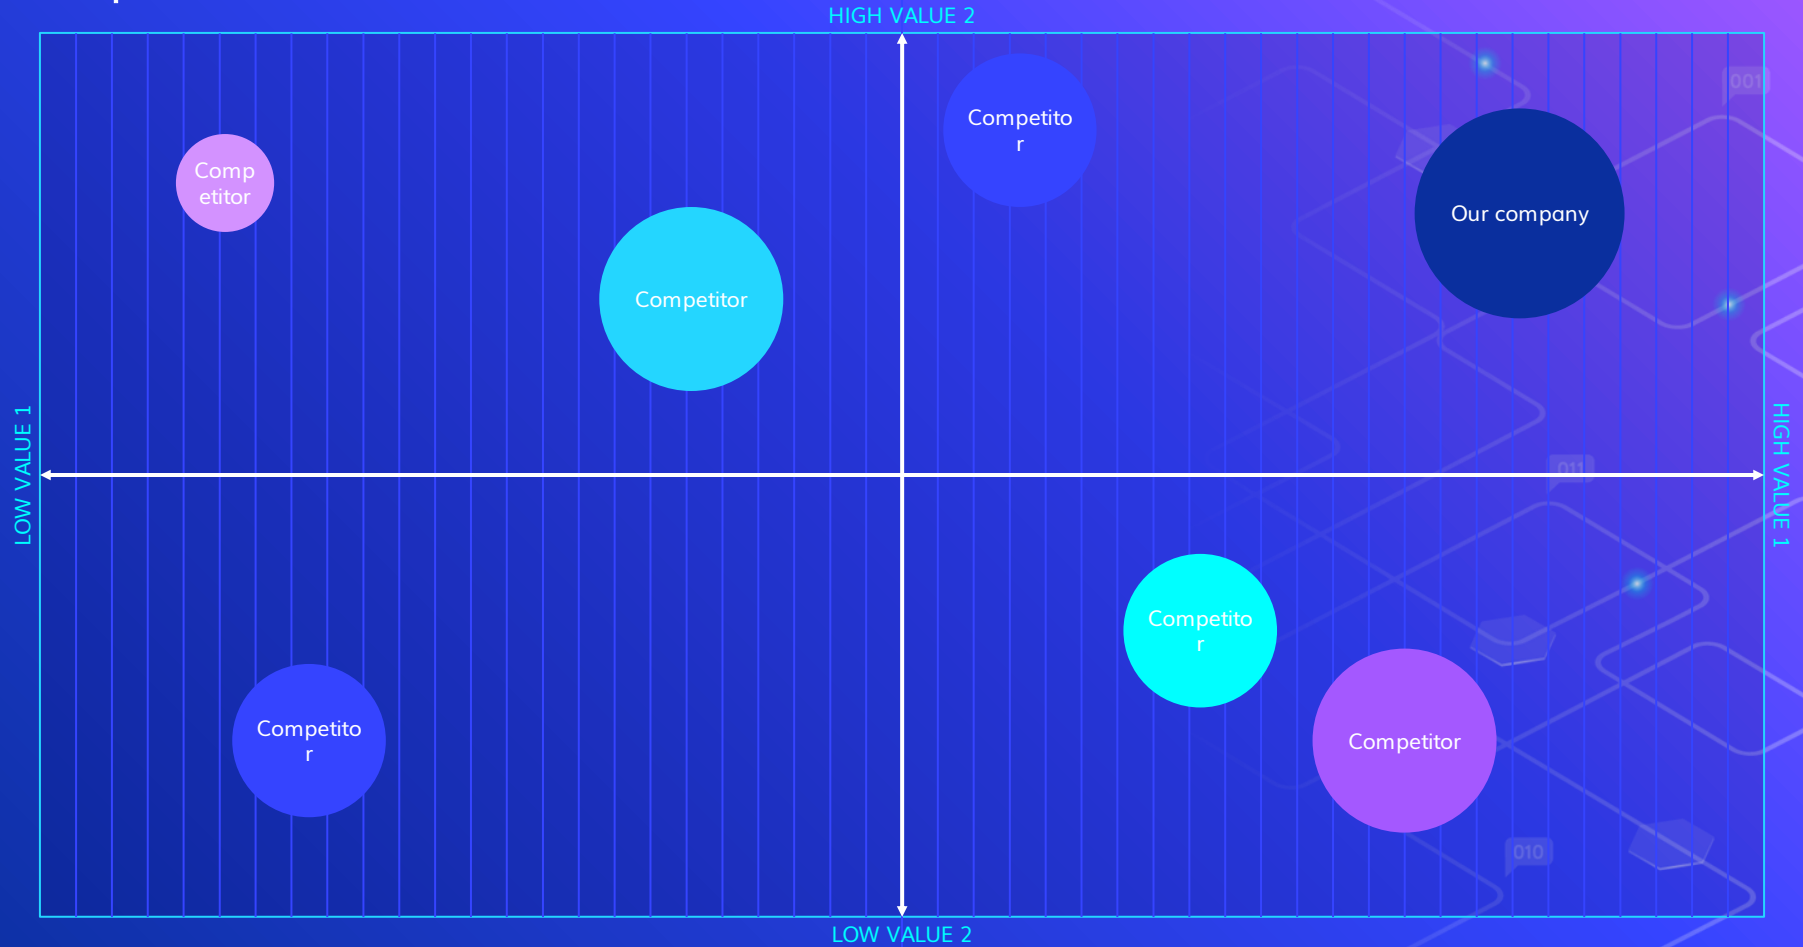 HIGH VALUE 2
001
Competito
r
Comp
etitor
Our company
Competitor
LOW VALUE 1
HIGH VALUE 1
011
Competito
r
Competito
r
Competitor
010
LOW VALUE 2